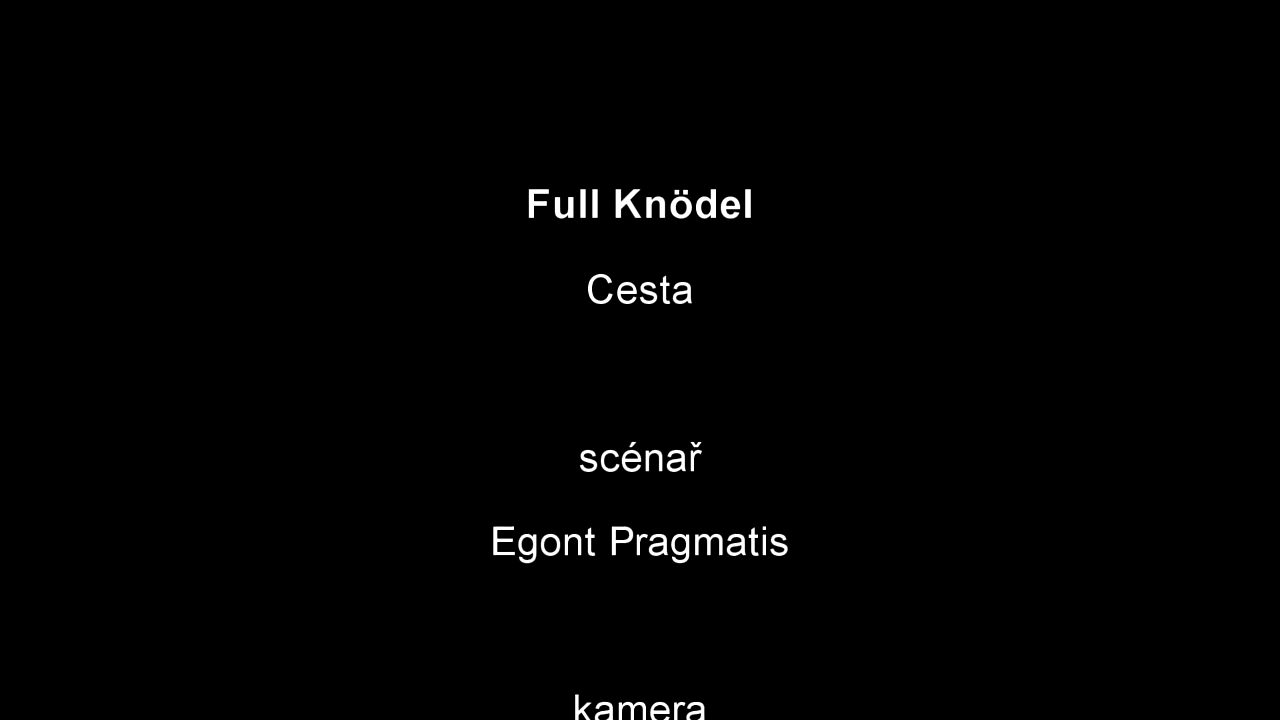 Full Knödel
Cesta
scénař
Egont Pragmatis
kamera